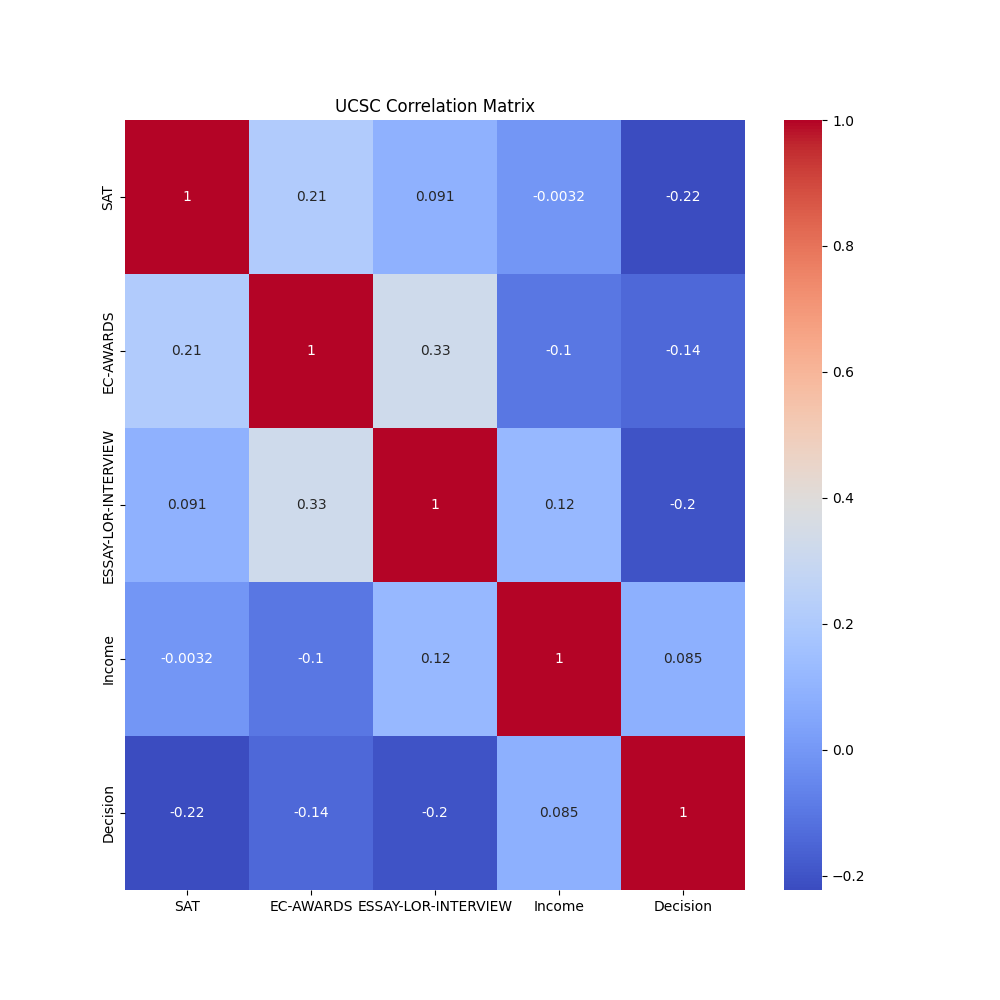 UCSC Correlation Matrix
SAT 1 0.21 0.091 -0.0032 -0.22
EC-AWARDS 0.21 1 0.33 -0.1 -0.14
ESSAY-LOR-INTERVIEW 0.091 0.33 1 0.12 -0.2
Income -0.0032 -0.1 0.12 1 0.085
Decision -0.22 -0.14 -0.2 0.085 1
SAT EC-AWARDS ESSAY-LOR-INTERVIEW Income Decision
1.0
0.8
0.6
0.4
0.2
0.0
−0.2